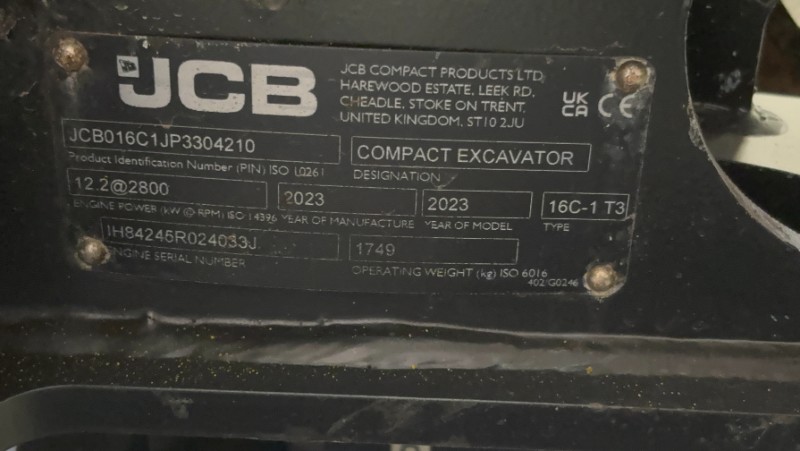 JCB
JCB COMPACT PRODUCTS LTD
HAREWOOD ESTATE, LEEK RD.
CHEADLE, STOKE ON TRENT.
UNITED KINGDOM, ST10 2JU
UK
CA
CE
JCB016C1JP3304210
Product Identification Number (PIN) ISO 10261
COMPACT EXCAVATOR
DESIGNATION
12.2@2800
ENGINE POWER (kW @ RPM) ISO 14396
2023
YEAR OF MANUFACTURE
2023
YEAR OF MODEL
16C-1 T3
TYPE
IH84245R024033J
ENGINE SERIAL NUMBER
1749
OPERATING WEIGHT (kg) ISO 6016